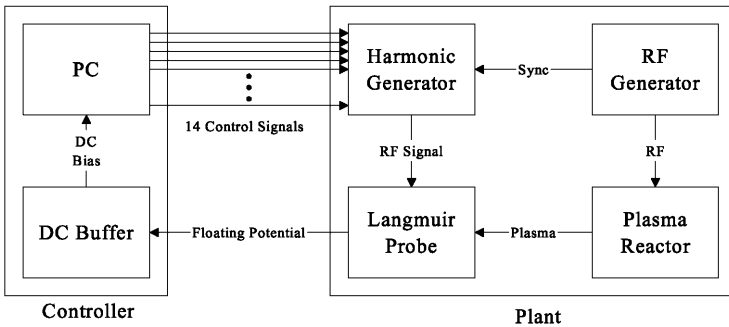 PC
Harmonic
Generator
RF
Generator
Sync
14 Control Signals
DC
Bias
RF Signal
RF
DC Buffer
Floating Potential
Langmuir
Probe
Plasma
Plasma
Reactor
Controller
Plant